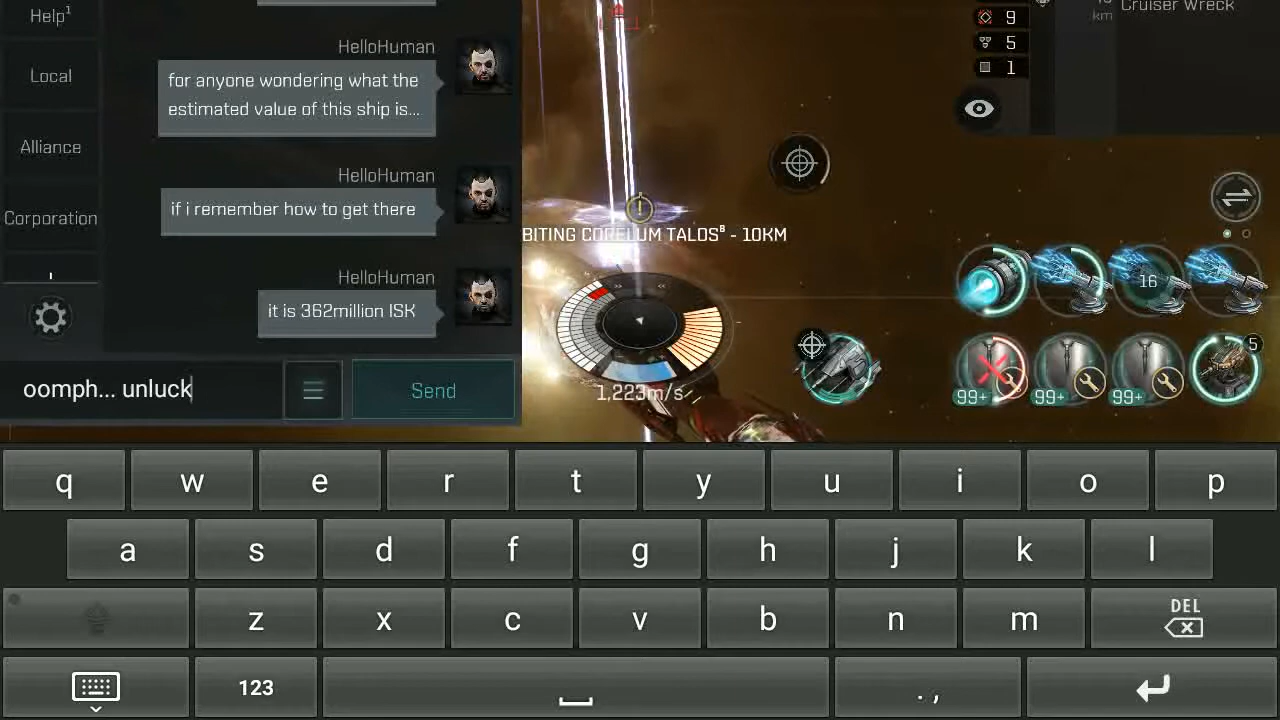 Help¹
Local
Alliance
Corporation
HelloHuman
for anyone wondering what the
estimated value of this ship is...
HelloHuman
if i remember how to get there
HelloHuman
it is 362million ISK
oomph... unluck
Send
9
5
1
km
Cruiser Wreck
BITING CORELUM TALOS⁸ - 10KM
1,223m/s
16
99+
99+
99+
5
q w e r t y u i o p
a s d f g h j k l
z x c v b n m DEL
123 . ,